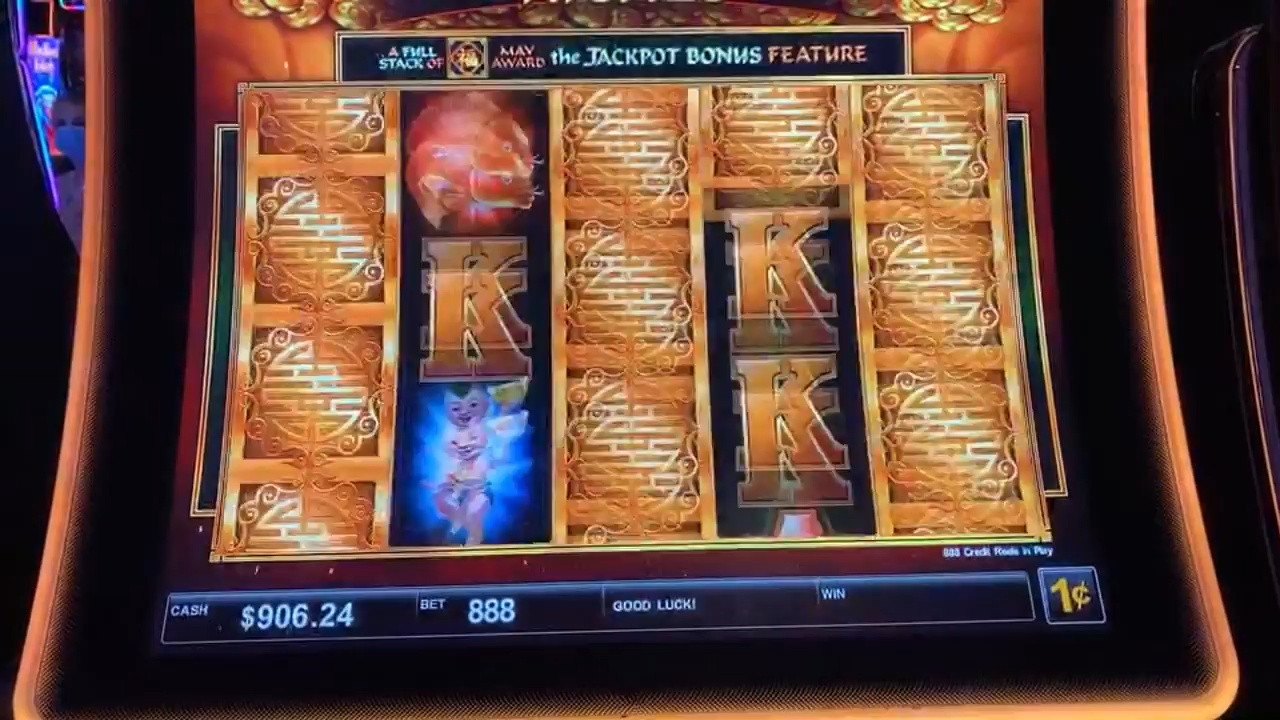 A FULL STACK OF MAY AWARD the JACKPOT BONUS FEATURE
K
K
K
888 Credit Reels in Play
CASH $906.24 BET 888 GOOD LUCK! WIN
1¢